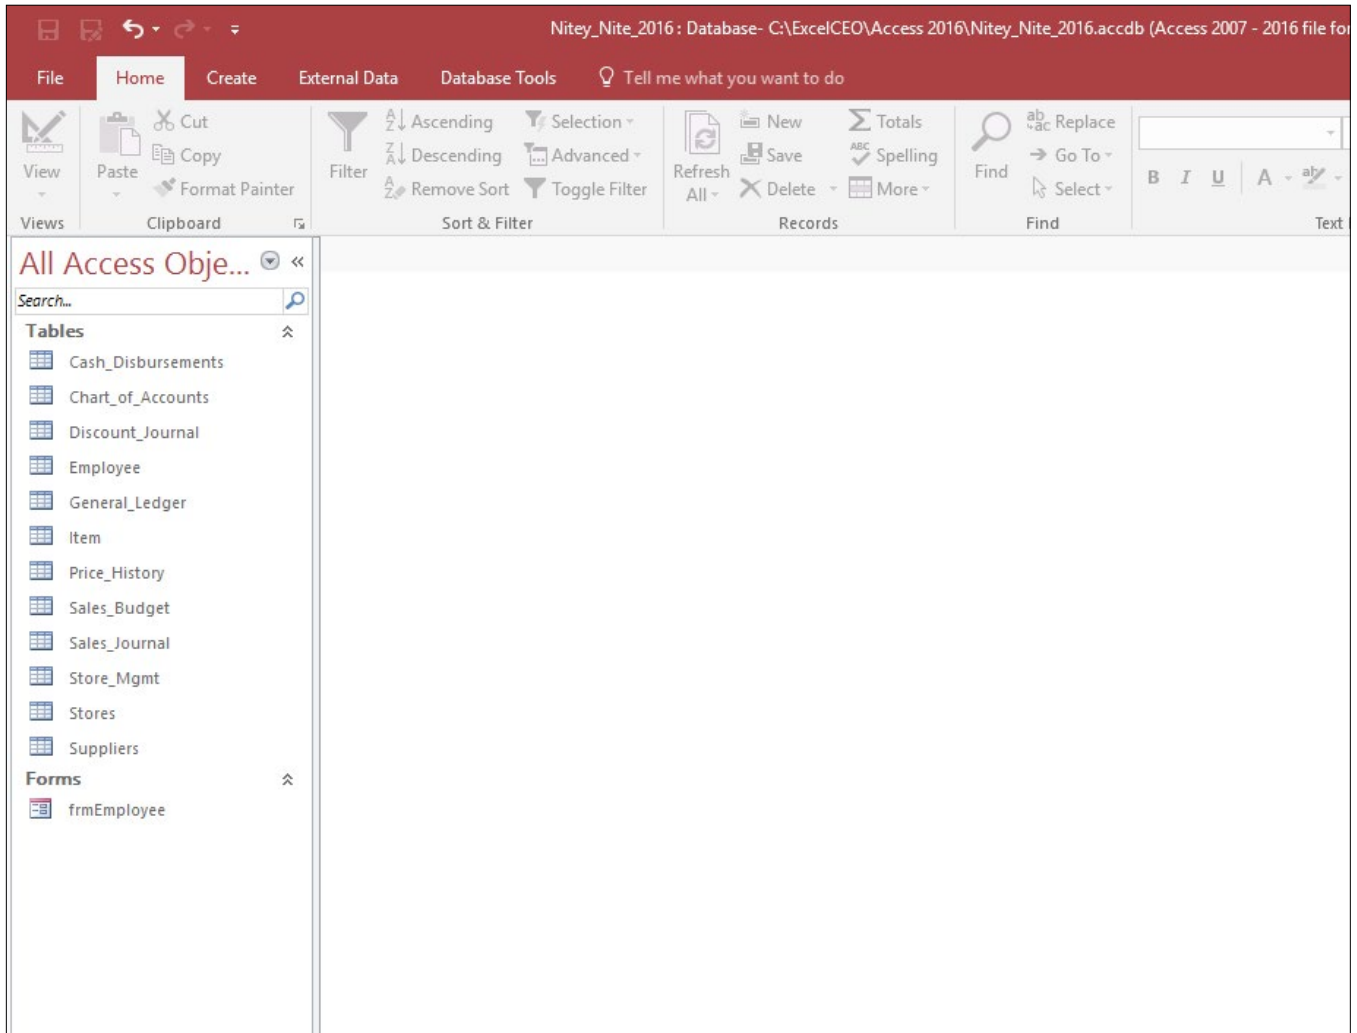 Nitey_Nite_2016 : Database- C:\ExcelCEO\Access 2016\Nitey_Nite_2016.accdb (Access 2007 - 2016 file for
File Home Create External Data Database Tools Tell me what you want to do
View
Views
Paste
Cut
Copy
Format Painter
Clipboard
Filter
Ascending
Descending
Remove Sort
Selection
Advanced
Toggle Filter
Sort & Filter
Refresh
All
New
Save
Delete
Totals
Spelling
More
Records
Find
Replace
Go To
Select
Find
B I U A
Text
All Access Obje...
Search...
Tables
Cash_Disbursements
Chart_of_Accounts
Discount_Journal
Employee
General_Ledger
Item
Price_History
Sales_Budget
Sales_Journal
Store_Mgmt
Stores
Suppliers
Forms
frmEmployee